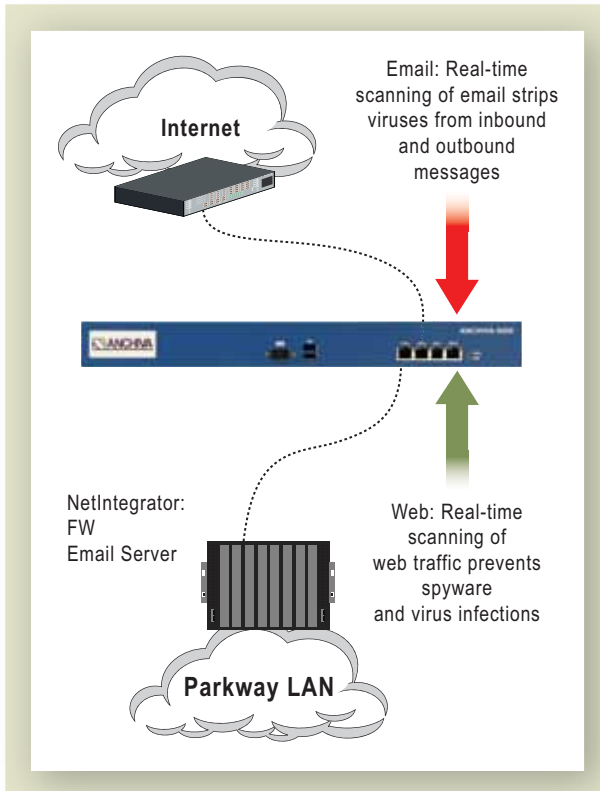 Internet
Email: Real-time
scanning of email strips
viruses from inbound
and outbound
messages
ANCHIVA
NetIntegrator:
FW
Email Server
Web: Real-time
scanning of
web traffic prevents
spyware
and virus infections
Parkway LAN